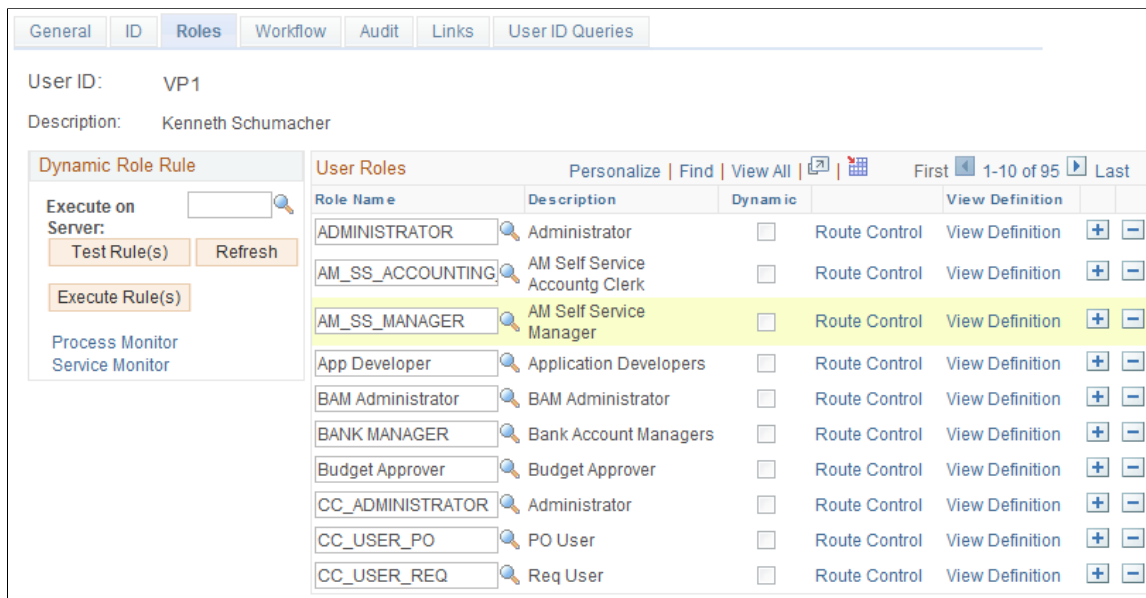 General ID Roles Workflow Audit Links User ID Queries
User ID: VP1
Description: Kenneth Schumacher
Dynamic Role Rule
Execute on
Server:
Test Rule(s) Refresh
Execute Rule(s)
Process Monitor
Service Monitor
User Roles Personalize | Find | View All | | First 1-10 of 95 Last
Role Name Description Dynamic View Definition
ADMINISTRATOR Administrator Route Control View Definition
AM_SS_ACCOUNTING_ AM Self Service
Accountg Clerk Route Control View Definition
AM_SS_MANAGER AM Self Service
Manager Route Control View Definition
App Developer Application Developers Route Control View Definition
BAM Administrator BAM Administrator Route Control View Definition
BANK MANAGER Bank Account Managers Route Control View Definition
Budget Approver Budget Approver Route Control View Definition
CC_ADMINISTRATOR Administrator Route Control View Definition
CC_USER_PO PO User Route Control View Definition
CC_USER_REQ Req User Route Control View Definition